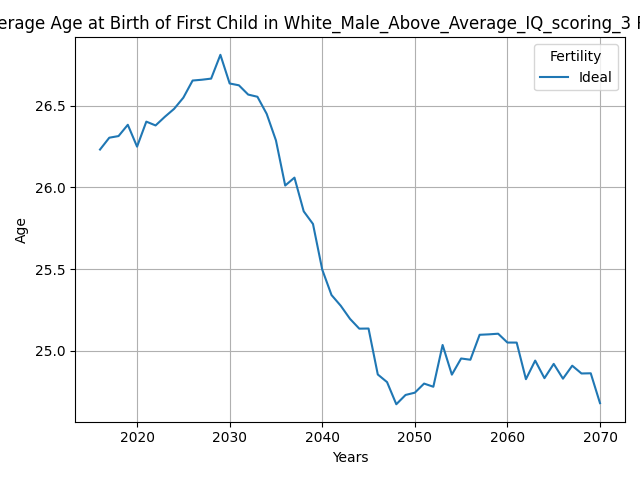 Age at Birth of First Child in White_Male_Above_Average_IQ_scoring_3
Fertility
Ideal
26.5
26.0
25.5
25.0
Age
2020 2030 2040 2050 2060 2070
Years